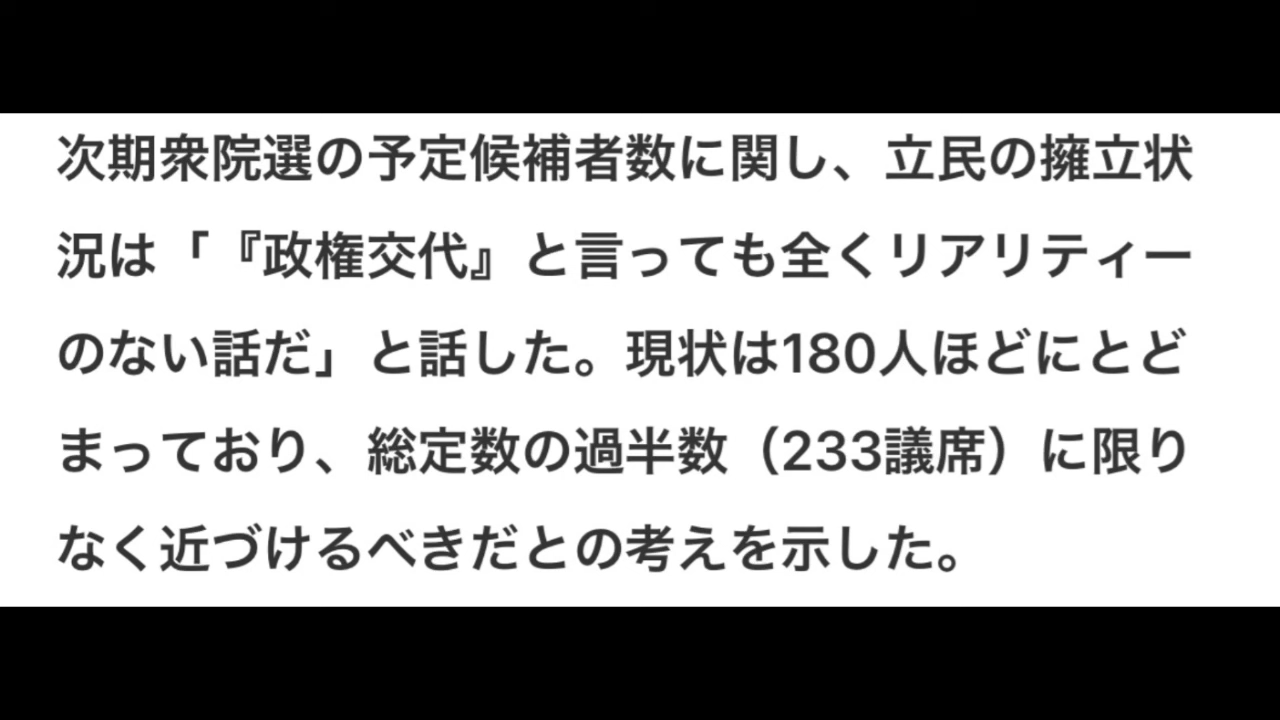 次期衆院選の予定候補者数に関し、立民の擁立状
況は「『政権交代』と言っても全くリアリティー
のない話だ」と話した。現状は180人ほどにとど
まっており、総定数の過半数（233議席）に限り
なく近づけるべきだとの考えを示した。